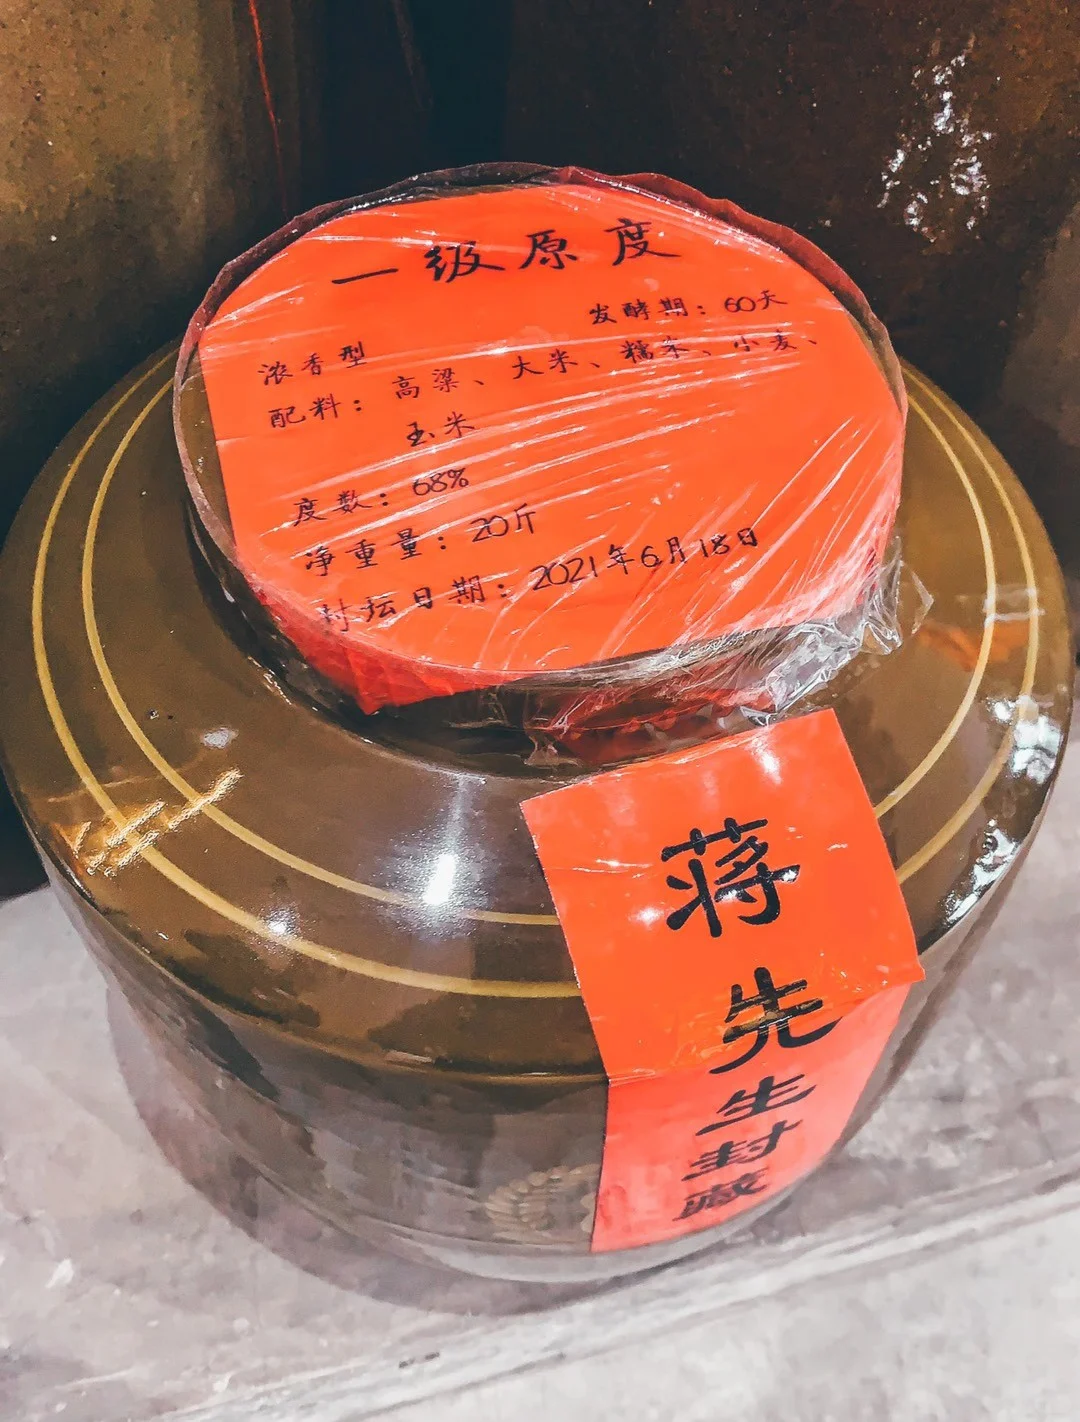 一级原度
发酵期：60天
浓香型
配料：高粱、大米、糯米、小麦、
玉米
度数：68%
净重量：20斤
封坛日期：2021年6月18日
蒋先生封藏